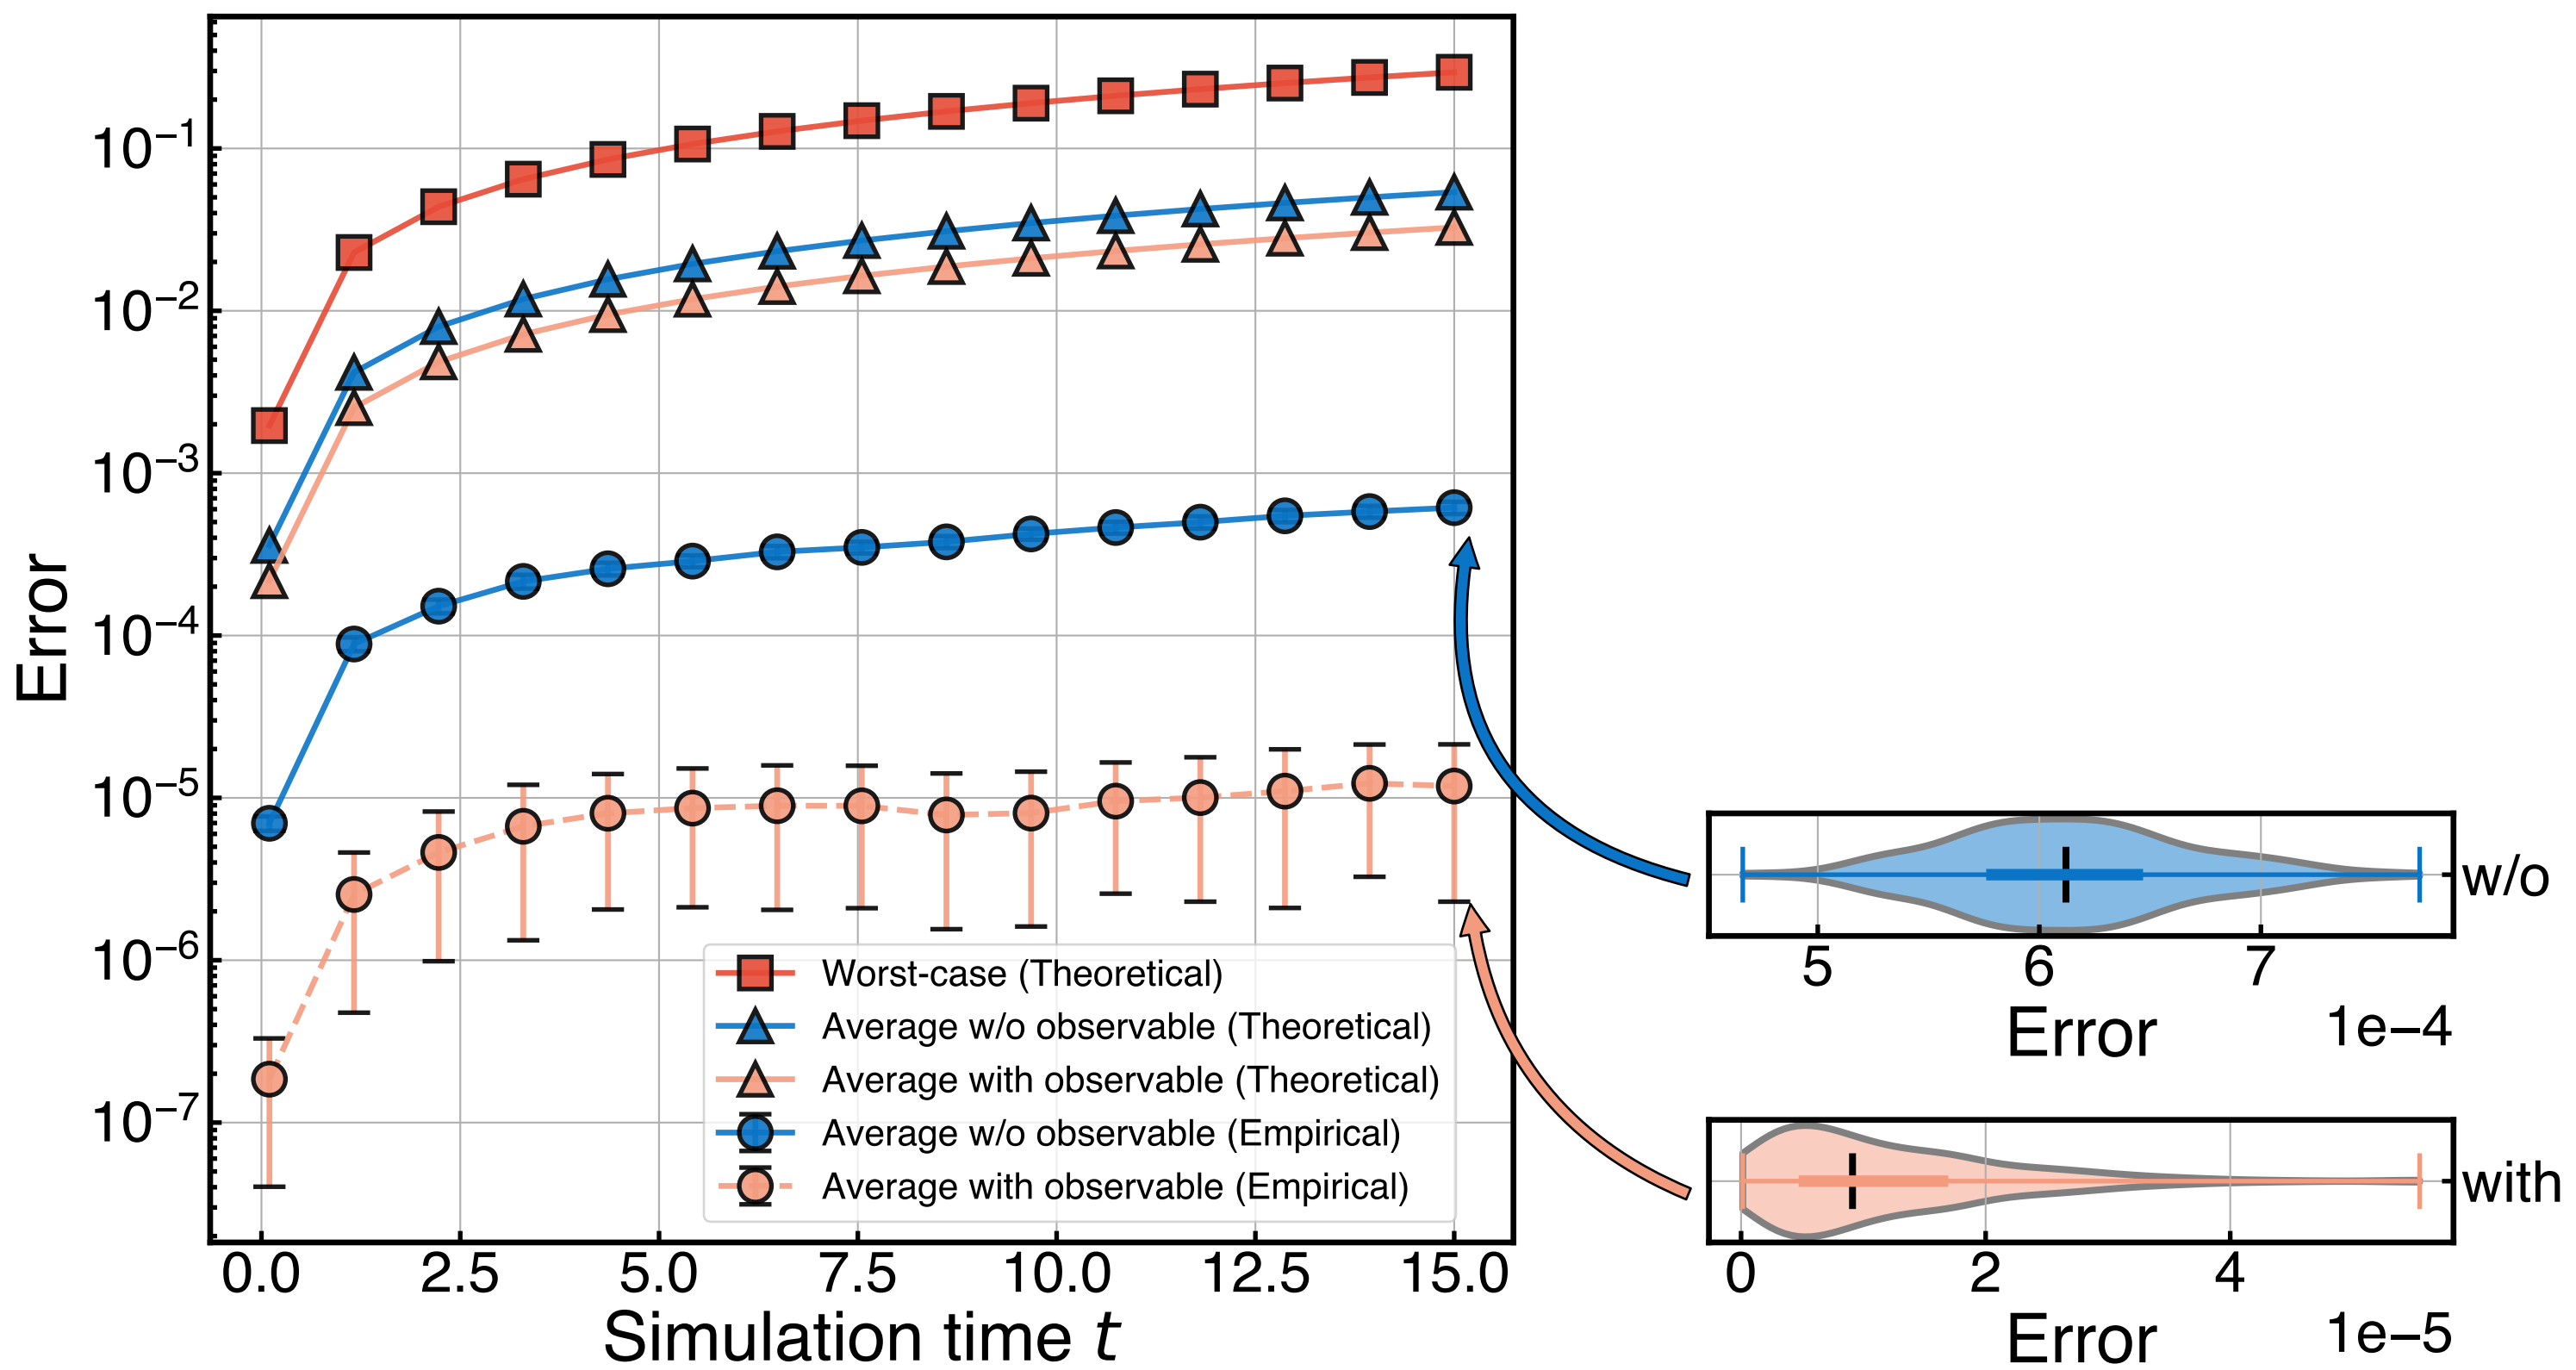 Error
10⁻¹
10⁻²
10⁻³
10⁻⁴
10⁻⁵
10⁻⁶
10⁻⁷
0.0 2.5 5.0 7.5 10.0 12.5 15.0
Simulation time t
Worst-case (Theoretical)
Average w/o observable (Theoretical)
Average with observable (Theoretical)
Average w/o observable (Empirical)
Average with observable (Empirical)
w/o
5 6 7
Error 1e−4
with
0 2 4
Error 1e−5